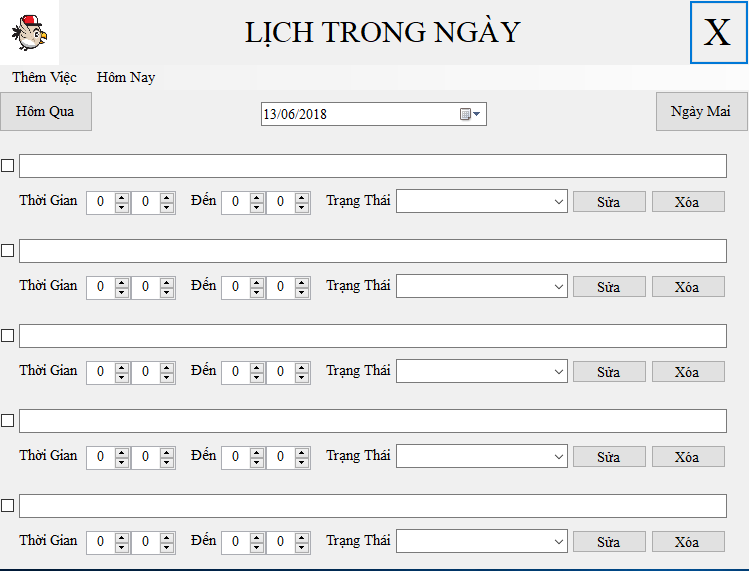 LỊCH TRONG NGÀY X
Thêm Việc Hôm Nay
Hôm Qua 13/06/2018 Ngày Mai
Thời Gian 0 0 Đến 0 0 Trạng Thái Sửa Xóa
Thời Gian 0 0 Đến 0 0 Trạng Thái Sửa Xóa
Thời Gian 0 0 Đến 0 0 Trạng Thái Sửa Xóa
Thời Gian 0 0 Đến 0 0 Trạng Thái Sửa Xóa
Thời Gian 0 0 Đến 0 0 Trạng Thái Sửa Xóa